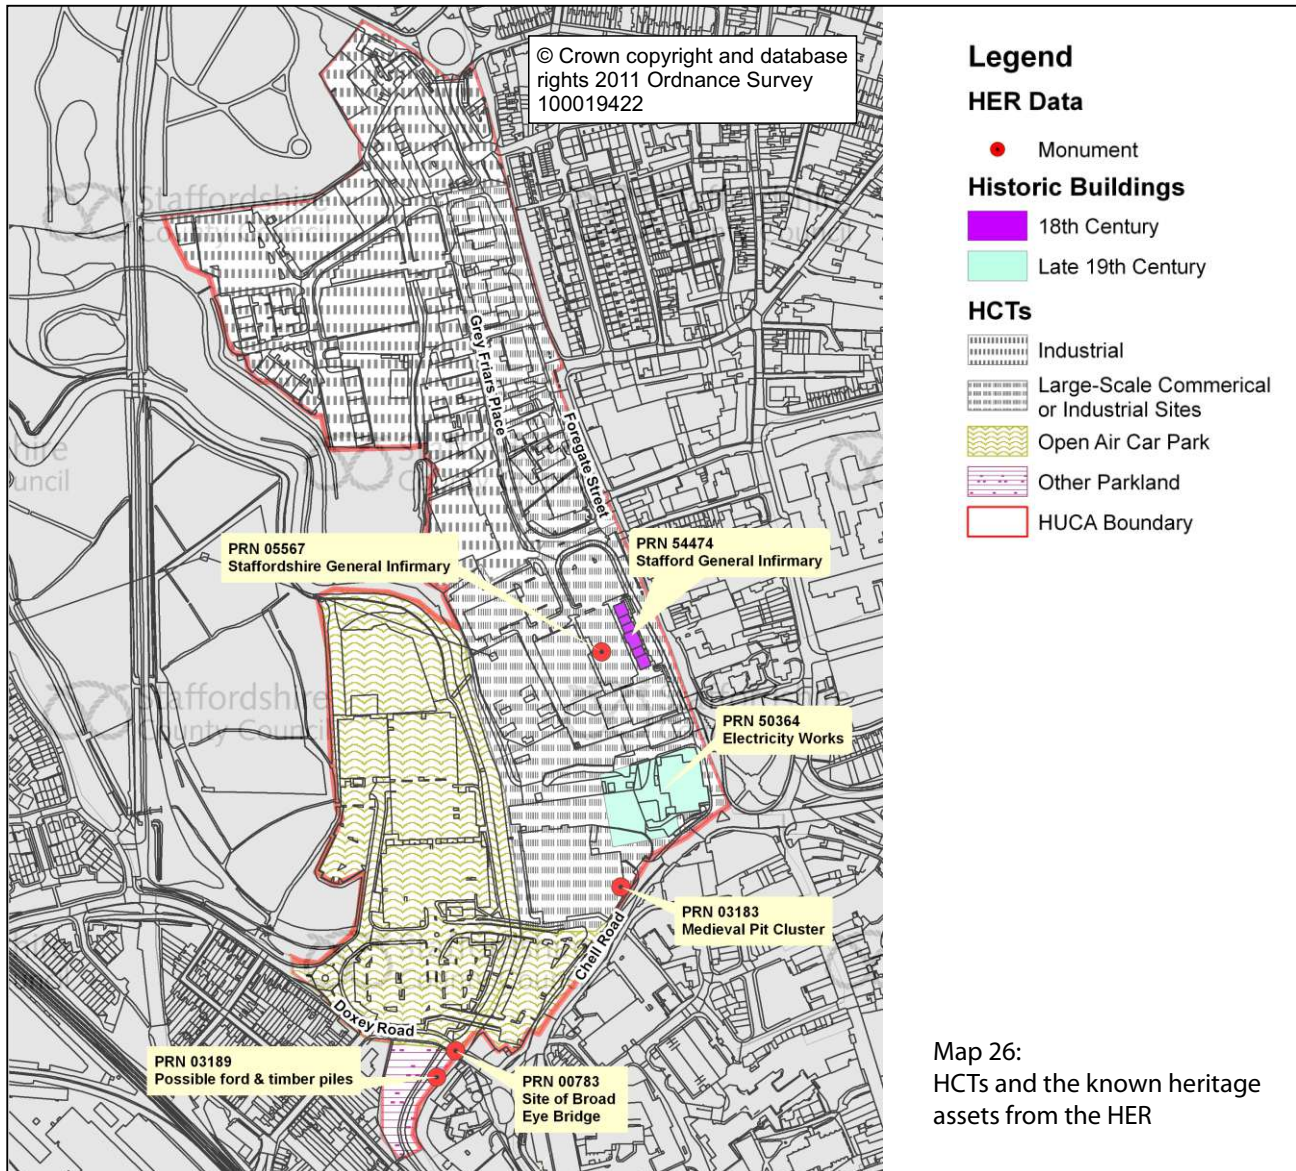 © Crown copyright and database
rights 2011 Ordnance Survey
100019422
Staffordshire
County Council
Grey Friars Place
Foregate Street
PRN 05567
Staffordshire General Infirmary
PRN 54474
Stafford General Infirmary
PRN 50364
Electricity Works
PRN 03183
Medieval Pit Cluster
Chell Road
Doxey Road
PRN 03189
Possible ford & timber piles
PRN 00783
Site of Broad
Eye Bridge
Legend
HER Data
Monument
Historic Buildings
18th Century
Late 19th Century
HCTs
Industrial
Large-Scale Commerical
or Industrial Sites
Open Air Car Park
Other Parkland
HUCA Boundary
Map 26:
HCTs and the known heritage
assets from the HER